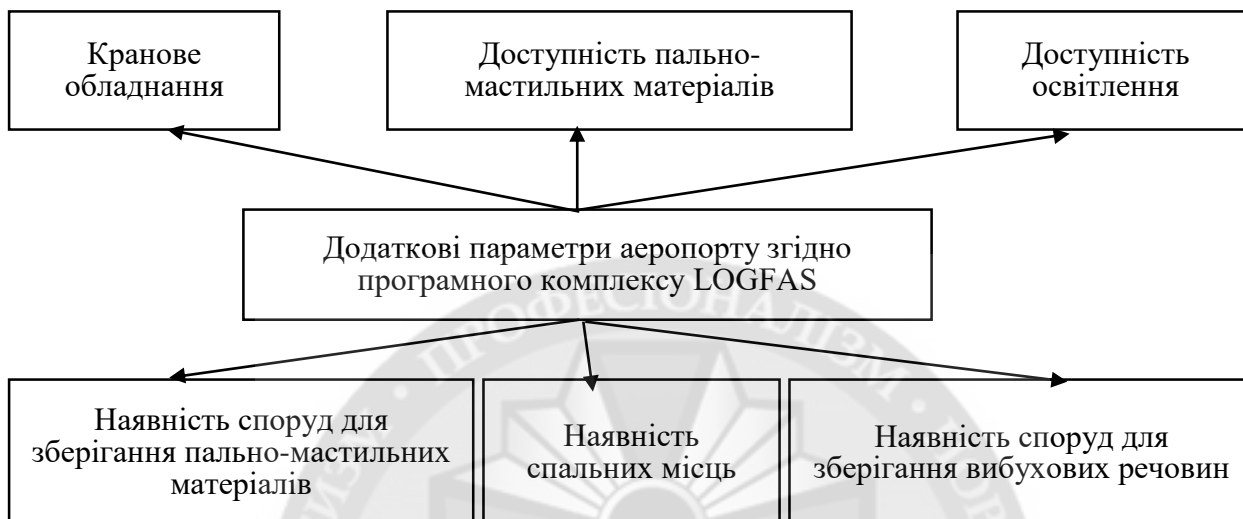 Кранове
обладнання
Доступність пально-
мастильних матеріалів
Доступність
освітлення
Додаткові параметри аеропорту згідно
програмного комплексу LOGFAS
Наявність споруд для
зберігання пально-мастильних
матеріалів
Наявність
спальних місць
Наявність споруд для
зберігання вибухових речовин
ПРОФЕСІОНАЛІЗМ